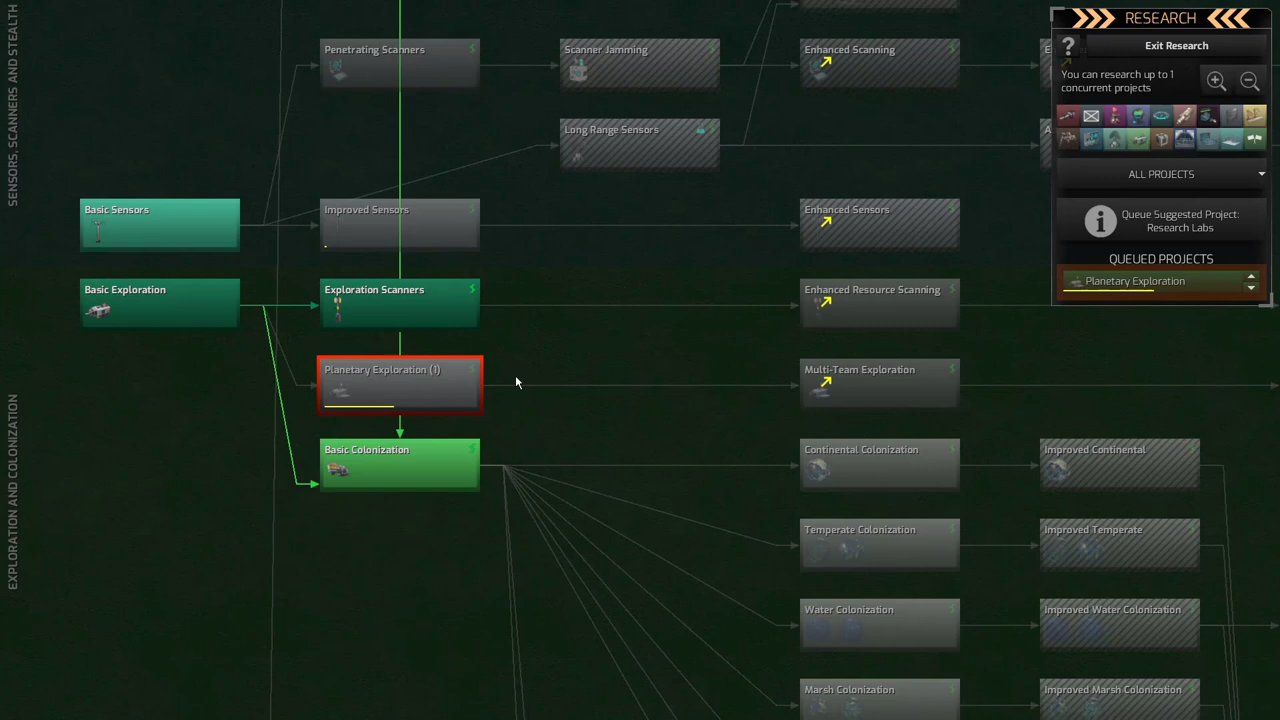 SENSORS, SCANNERS AND STEALTH
EXPLORATION AND COLONIZATION
Penetrating Scanners
Scanner Jamming
Enhanced Scanning
Long Range Sensors
Basic Sensors
Improved Sensors
Enhanced Sensors
Basic Exploration
Exploration Scanners
Enhanced Resource Scanning
Planetary Exploration (1)
Multi-Team Exploration
Basic Colonization
Continental Colonization
Improved Continental
Temperate Colonization
Improved Temperate
Water Colonization
Improved Water Colonization
Marsh Colonization
Improved Marsh Colonization
RESEARCH
?
Exit Research
You can research up to 1
concurrent projects
ALL PROJECTS
Queue Suggested Project:
Research Labs
QUEUED PROJECTS
Planetary Exploration